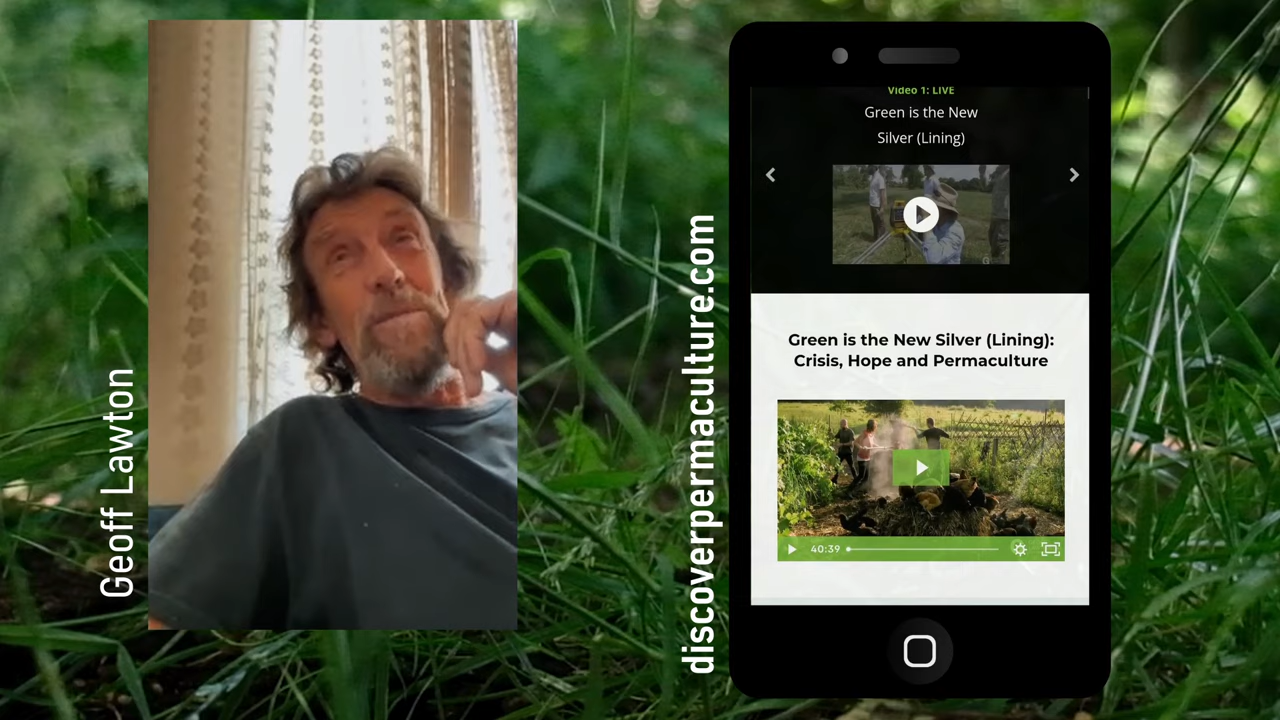 Geoff Lawton
discoverpermaculture.com
Video 1: LIVE
Green is the New
Silver (Lining)
Green is the New Silver (Lining):
Crisis, Hope and Permaculture
40:39